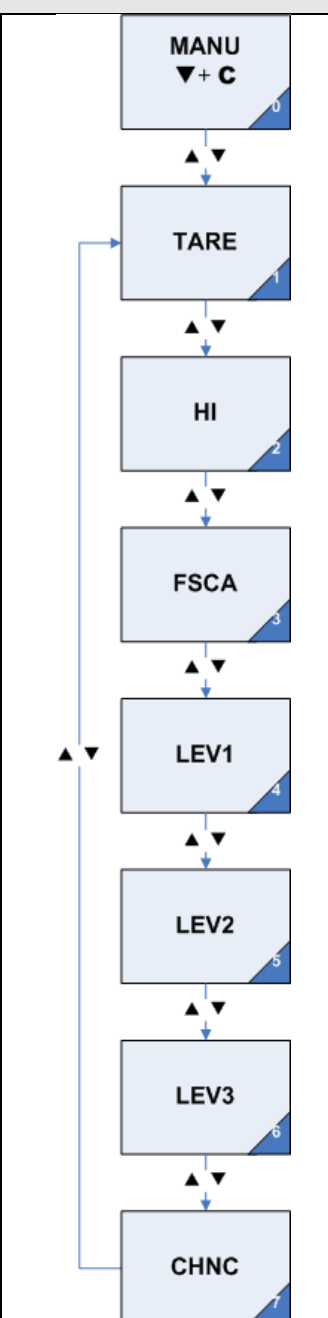 MANU
▼+ C
0
▲ ▼
TARE
1
▲ ▼
HI
2
▲ ▼
FSCA
3
▲ ▼
LEV1
4
▲ ▼
▲ ▼
LEV2
5
▲ ▼
LEV3
6
▲ ▼
CHNC
7